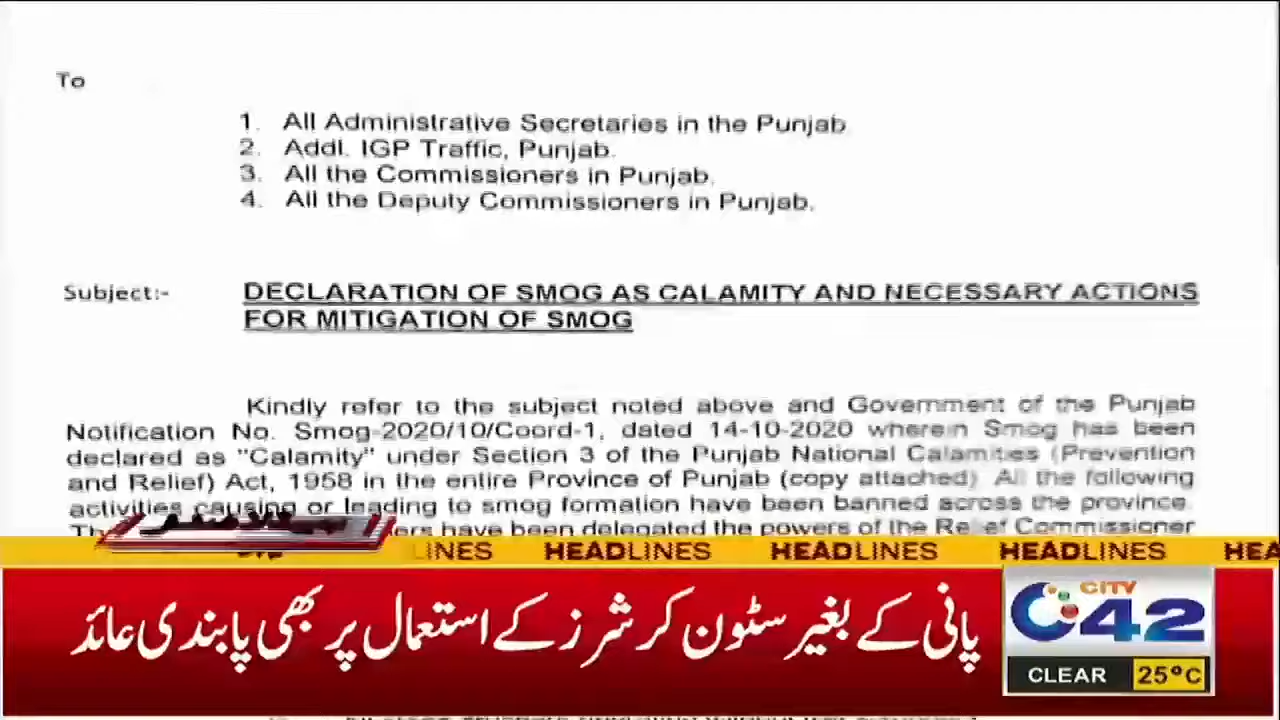 To
1. All Administrative Secretaries in the Punjab
2. Addl. IGP Traffic, Punjab.
3. All the Commissioners in Punjab.
4. All the Deputy Commissioners in Punjab.
Subject:- DECLARATION OF SMOG AS CALAMITY AND NECESSARY ACTIONS
FOR MITIGATION OF SMOG
Kindly refer to the subject noted above and Government of the Punjab
Notification No. Smog-2020/10/Coord-1, dated 14-10-2020 wherein Smog has been
declared as "Calamity" under Section 3 of the Punjab National Calamities (Prevention
and Relief) Act, 1958 in the entire Province of Punjab (copy attached). All the following
activities causing or leading to smog formation have been banned across the province.
have been delegated the powers of the Relief Commissioner
LINES HEADLINES HEADLINES HEADLINES HEA
پانی کے بغیر سٹون کرشرز کے استعمال پر بھی پابندی عائد
CITY
42
CLEAR 25°C